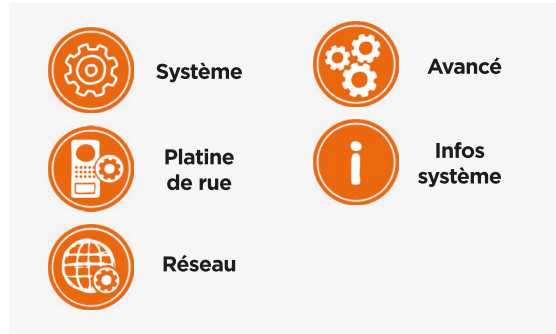 Système
Platine
de rue
Réseau
Avancé
Infos
système